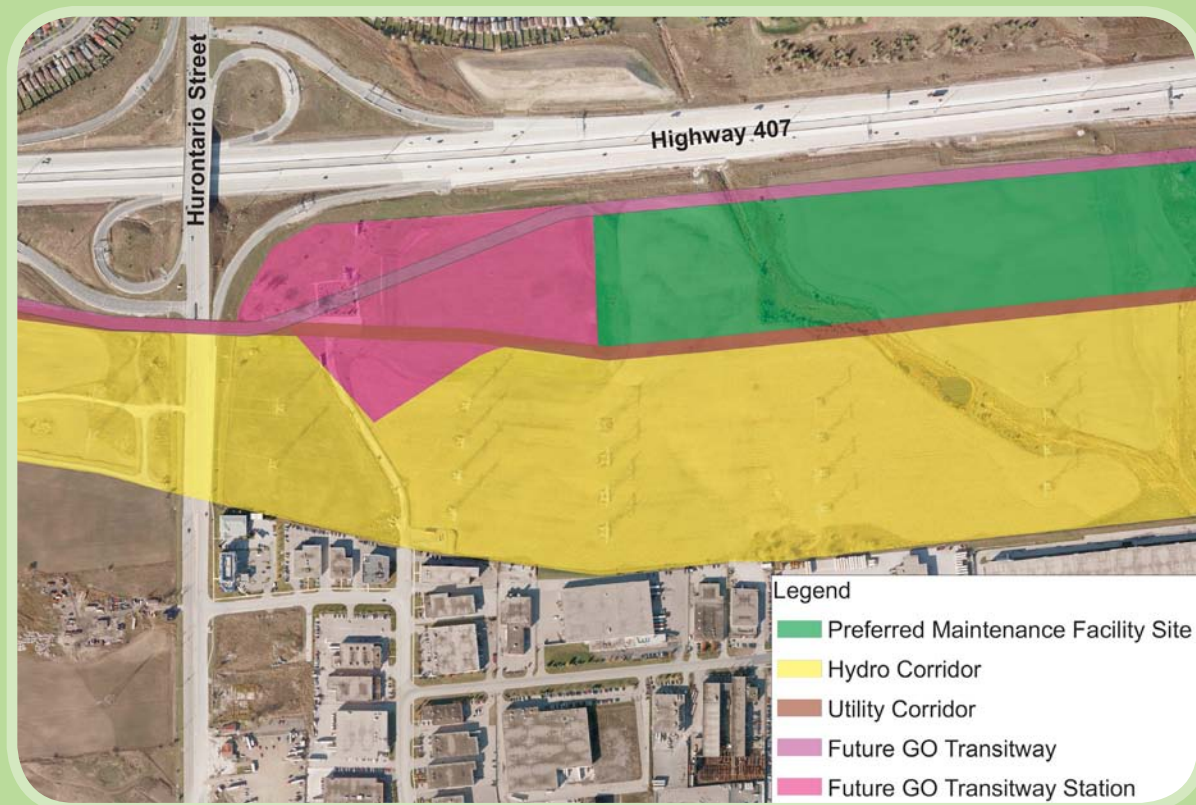 Hurontario Street
Highway 407
Legend
Preferred Maintenance Facility Site
Hydro Corridor
Utility Corridor
Future GO Transitway
Future GO Transitway Station